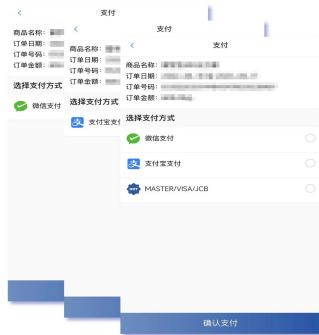 支付
商品名称：
订单日期：
订单号码：
订单金额：
选择支付方式
微信支付
支付
商品名称：
订单日期：
订单号码：
订单金额：
选择支付方式
支付宝支付
支付
商品名称：
订单日期：
订单号码：
订单金额：
选择支付方式
微信支付
支付宝支付
MASTER/VISA/JCB
确认支付